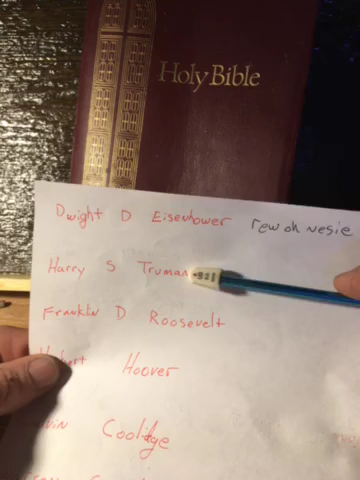 Holy Bible
Dwight D Eisenhower rewoh nesie
Harry S Truman
Franklin D Roosevelt
Hoover
Coolidge